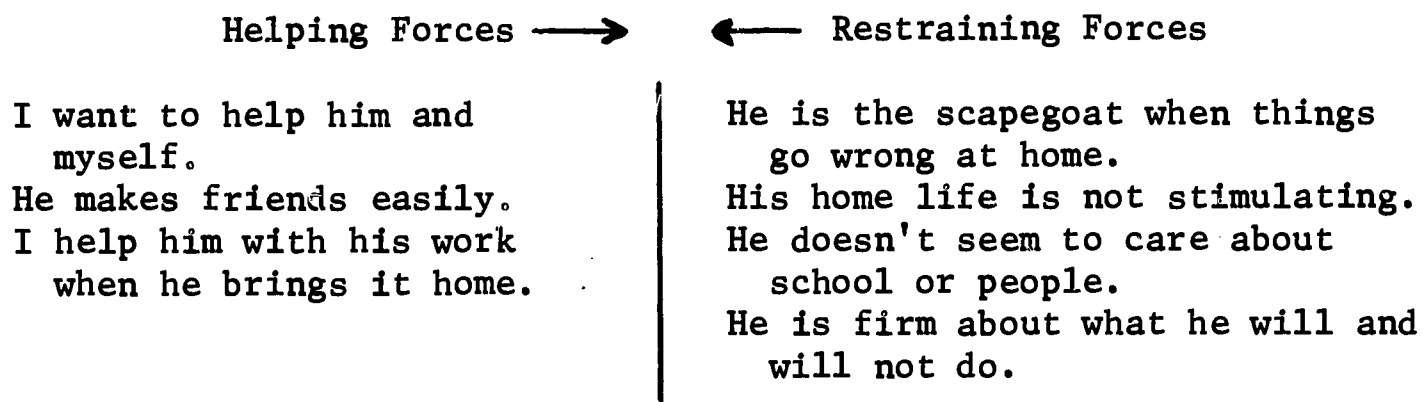 Helping Forces → ← Restraining Forces
I want to help him and
myself.
He makes friends easily.
I help him with his work
when he brings it home.
He is the scapegoat when things
go wrong at home.
His home life is not stimulating.
He doesn't seem to care about
school or people.
He is firm about what he will and
will not do.